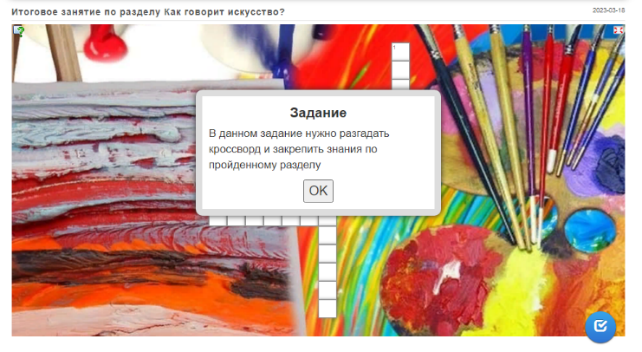 Итоговое занятие по разделу Как говорит искусство?
2023-03-18
Задание
В данном задание нужно разгадать
кроссворд и закрепить знания по
пройденному разделу
OK